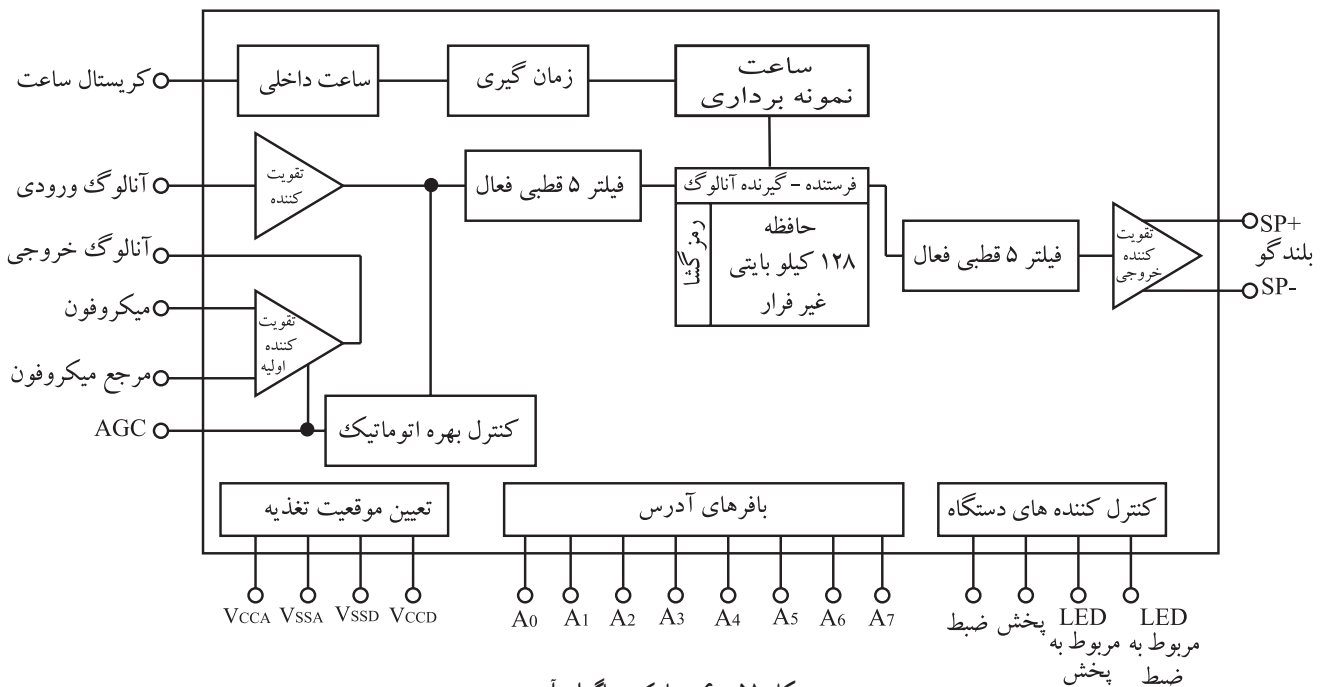 کریستال ساعت
ساعت داخلی
زمان گیری
ساعت
نمونه برداری
آنالوگ ورودی
تقویت
کننده
فیلتر ۵ قطبی فعال
فرستنده - گیرنده آنالوگ
رمز گشا
حافظه
۱۲۸ کیلو بایتی
غیر فرار
فیلتر ۵ قطبی فعال
تقویت
کننده
خروجی
SP+
بلندگو
SP-
آنالوگ خروجی
میکروفون
تقویت
کننده
اولیه
مرجع میکروفون
AGC
کنترل بهره اتوماتیک
تعیین موقعیت تغذیه
بافرهای آدرس
کنترل کننده های دستگاه
VCCA
VSSA
VSSD
VCCD
A0
A1
A2
A3
A4
A5
A6
A7
ضبط
پخش
LED
مربوط به
پخش
LED
مربوط به
ضبط